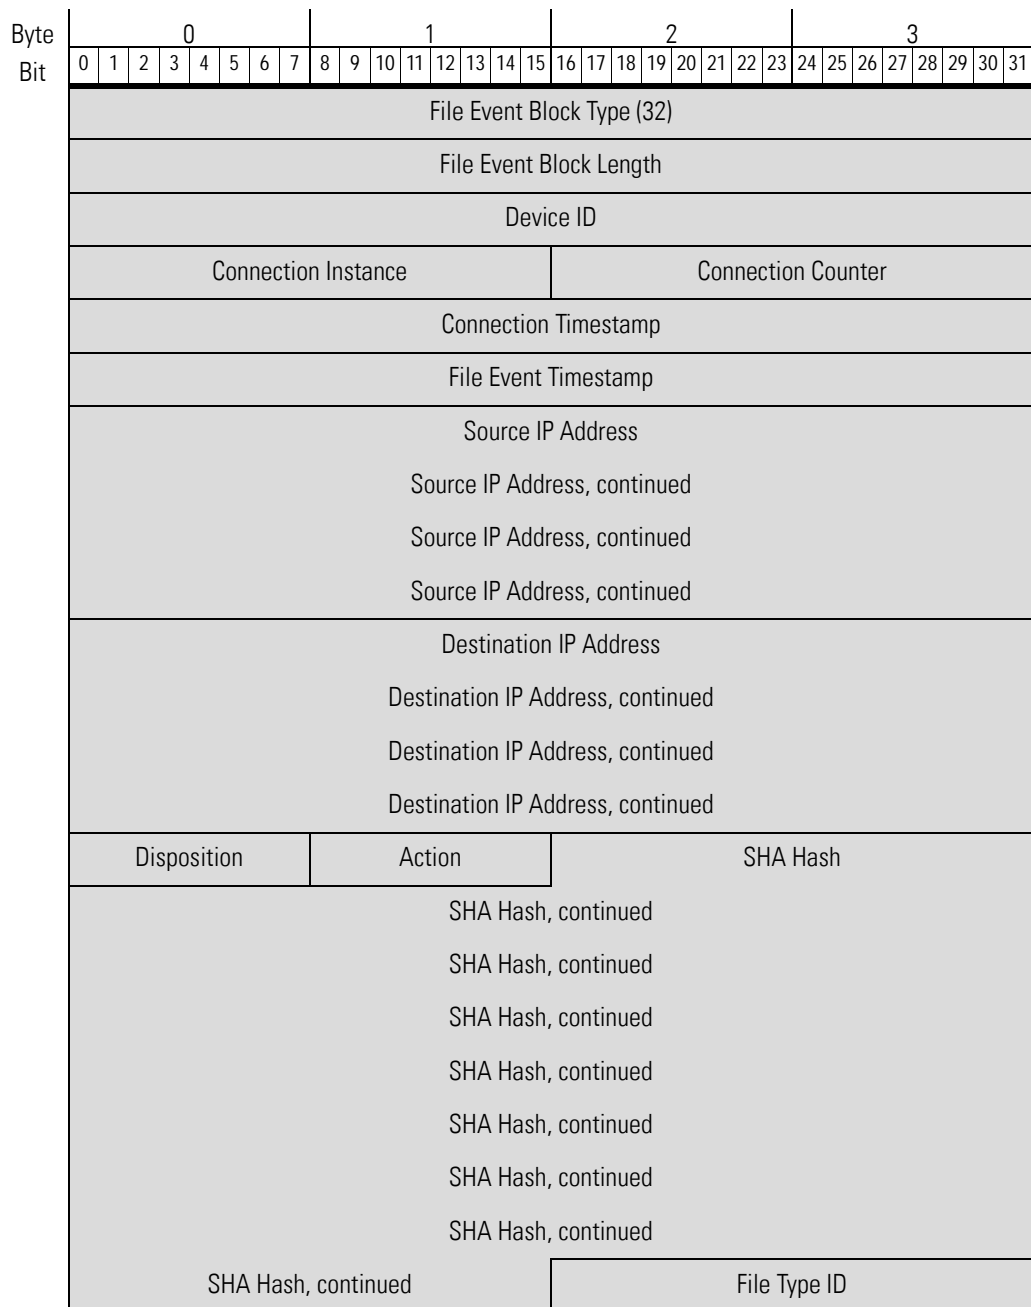 Byte 0 1 2 3
Bit 0 1 2 3 4 5 6 7 8 9 10 11 12 13 14 15 16 17 18 19 20 21 22 23 24 25 26 27 28 29 30 31
File Event Block Type (32)
File Event Block Length
Device ID
Connection Instance Connection Counter
Connection Timestamp
File Event Timestamp
Source IP Address
Source IP Address, continued
Source IP Address, continued
Source IP Address, continued
Destination IP Address
Destination IP Address, continued
Destination IP Address, continued
Destination IP Address, continued
Disposition Action SHA Hash
SHA Hash, continued
SHA Hash, continued
SHA Hash, continued
SHA Hash, continued
SHA Hash, continued
SHA Hash, continued
SHA Hash, continued
SHA Hash, continued File Type ID